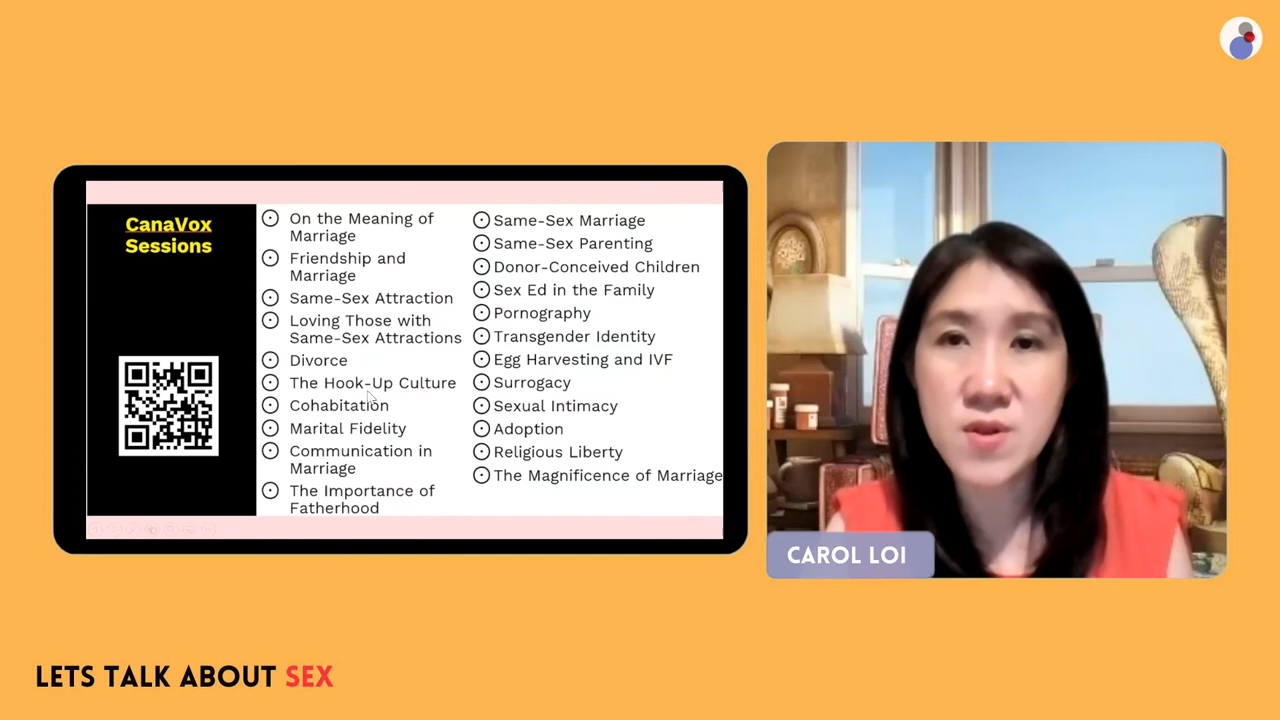 CanaVox
Sessions
On the Meaning of
Marriage
Friendship and
Marriage
Same-Sex Attraction
Loving Those with
Same-Sex Attractions
Divorce
The Hook-Up Culture
Cohabitation
Marital Fidelity
Communication in
Marriage
The Importance of
Fatherhood
Same-Sex Marriage
Same-Sex Parenting
Donor-Conceived Children
Sex Ed in the Family
Pornography
Transgender Identity
Egg Harvesting and IVF
Surrogacy
Sexual Intimacy
Adoption
Religious Liberty
The Magnificence of Marriage
CAROL LOI
LETS TALK ABOUT SEX